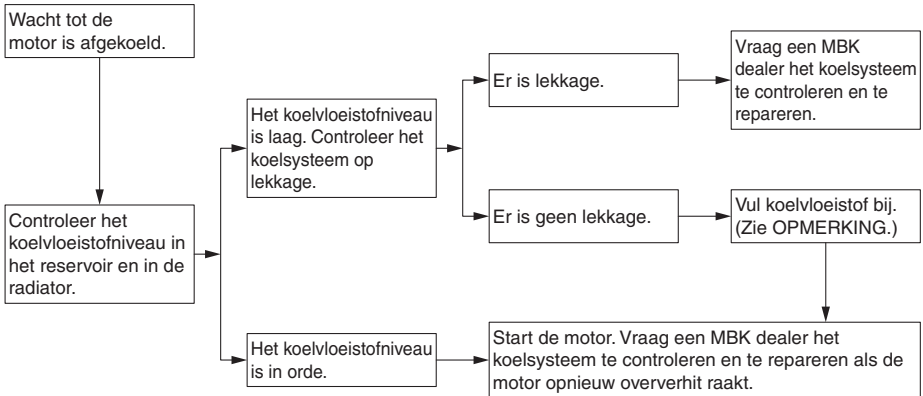 Wacht tot de
motor is afgekoeld.
Controleer het
koelvloeistofniveau in
het reservoir en in de
radiator.
Het koelvloeistofniveau
is laag. Controleer het
koelsysteem op
lekkage.
Er is lekkage.
Vraag een MBK
dealer het koelsysteem
te controleren en te
repareren.
Er is geen lekkage.
Vul koelvloeistof bij.
(Zie OPMERKING.)
Het koelvloeistofniveau
is in orde.
Start de motor. Vraag een MBK dealer het
koelsysteem te controleren en te repareren als de
motor opnieuw oververhit raakt.